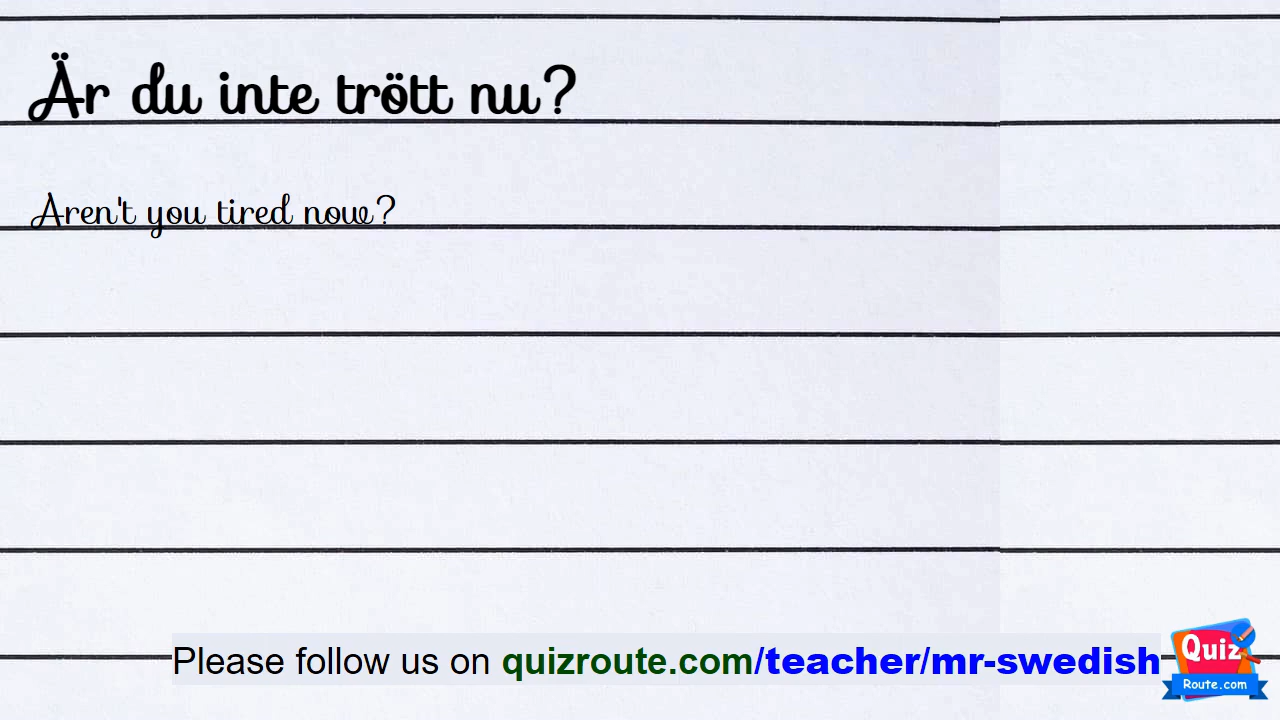 Är du inte trött nu?
Aren't you tired now?
Please follow us on quizroute.com/teacher/mr-swedish
Quiz
Route.com